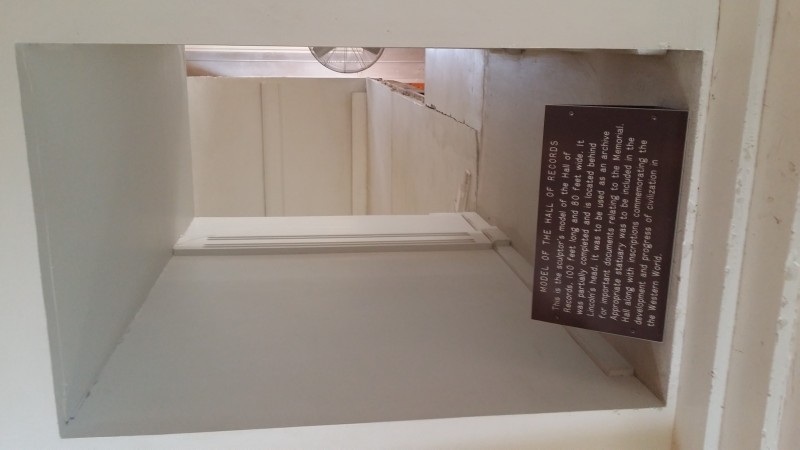 MODEL OF THE HALL OF RECORDS
This is the sculptor's model of the Hall of
Records, 100 feet long and 80 feet wide. It
was partially completed and is located behind
Lincoln's head. It was to be used as an archive
for important documents relating to the Memorial.
Appropriate statuary was to be included in the
Hall along with inscriptions commemorating the
development and progress of civilization in
the Western World.